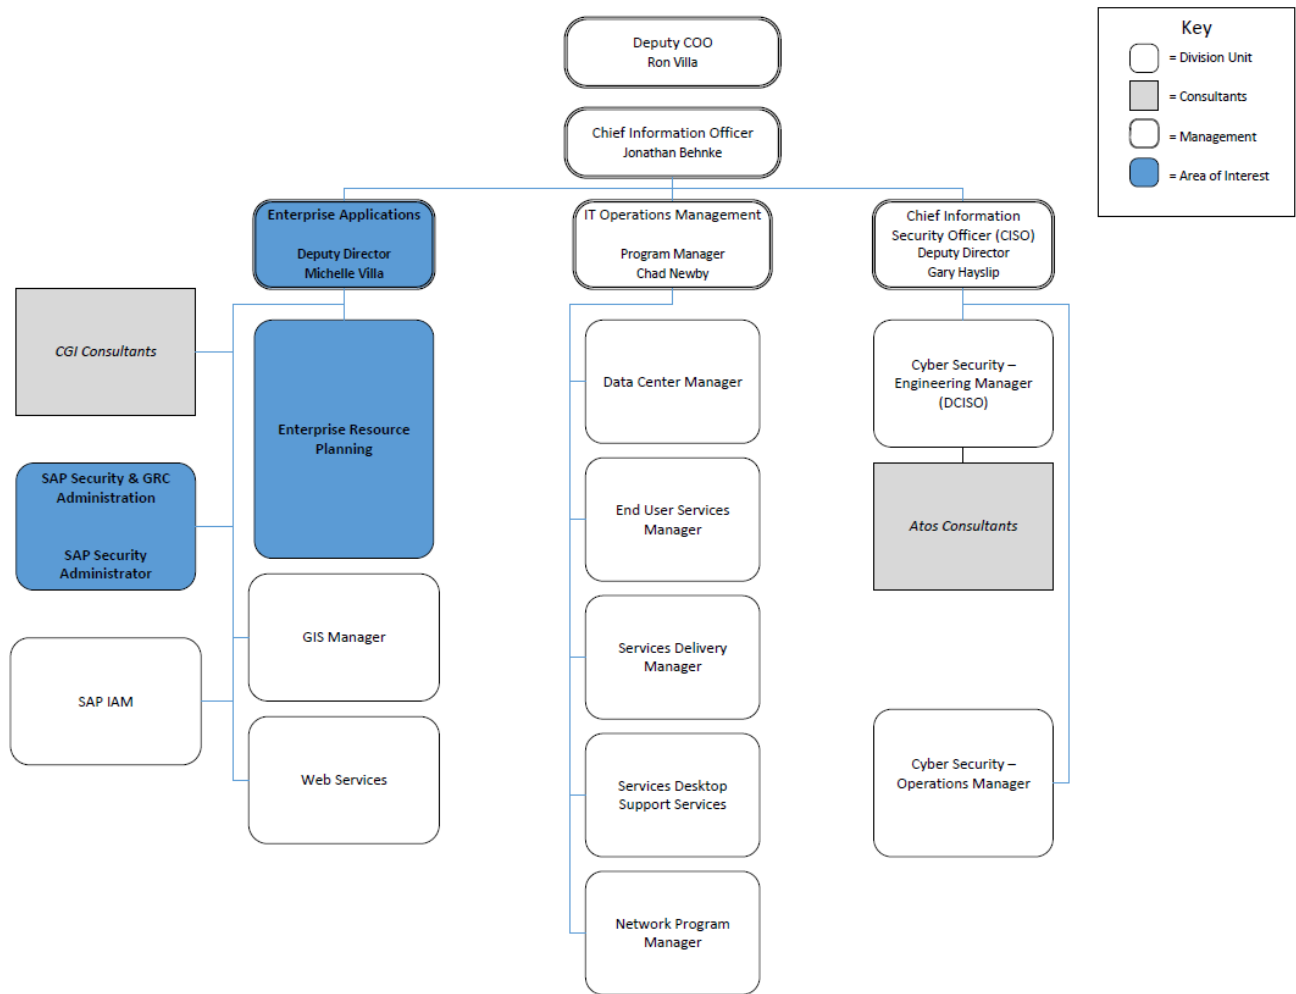 Deputy COO
Ron Villa
Chief Information Officer
Jonathan Behnke
Key
= Division Unit
= Consultants
= Management
= Area of Interest
Enterprise Applications
Deputy Director
Michelle Villa
IT Operations Management
Program Manager
Chad Newby
Chief Information
Security Officer (CISO)
Deputy Director
Gary Hayslip
CGI Consultants
Enterprise Resource
Planning
SAP Security & GRC
Administration
SAP Security
Administrator
GIS Manager
SAP IAM
Web Services
Data Center Manager
End User Services
Manager
Services Delivery
Manager
Services Desktop
Support Services
Network Program
Manager
Cyber Security –
Engineering Manager
(DCISO)
Atos Consultants
Cyber Security –
Operations Manager